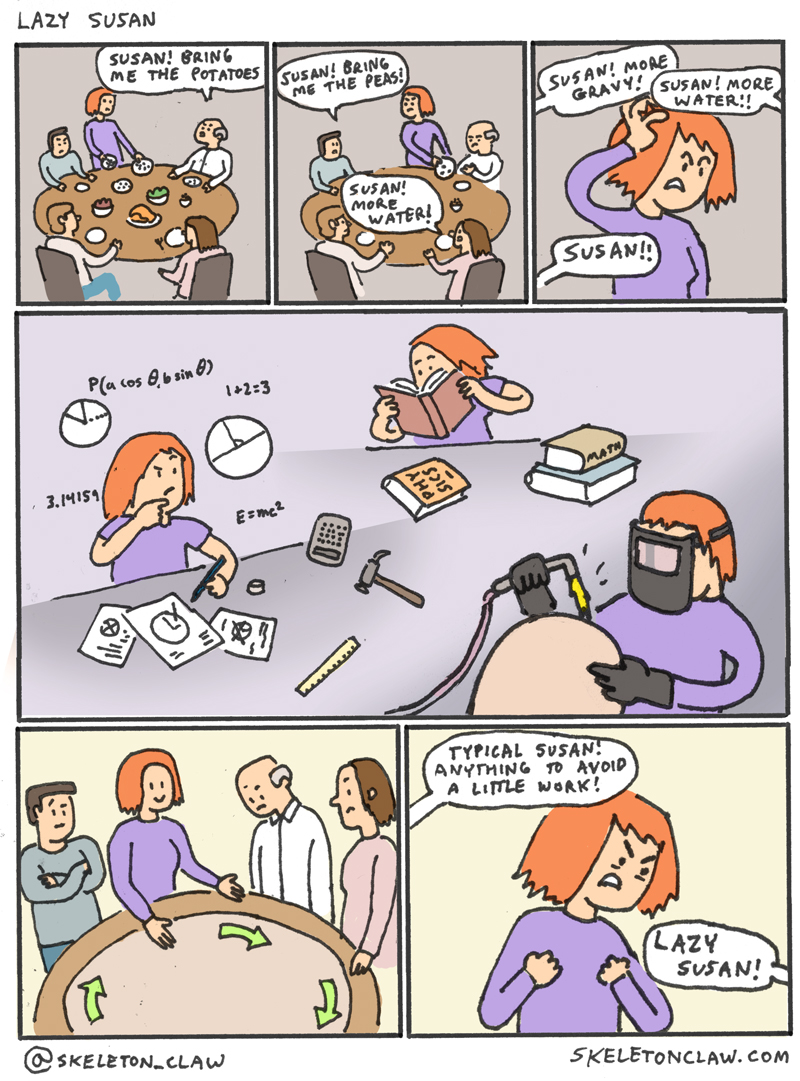 LAZY SUSAN
SUSAN! BRING
ME THE POTATOES
SUSAN! BRING
ME THE PEAS!
SUSAN!
MORE
WATER!
SUSAN! MORE
GRAVY!
SUSAN! MORE
WATER!!
SUSAN!!
P(a cos θ, b sin θ)
1+2=3
3.14159
E=mc²
PHY
SICS
MATH
TYPICAL SUSAN!
ANYTHING TO AVOID
A LITTLE WORK!
LAZY
SUSAN!
@SKELETON_CLAW
SKELETONCLAW.COM